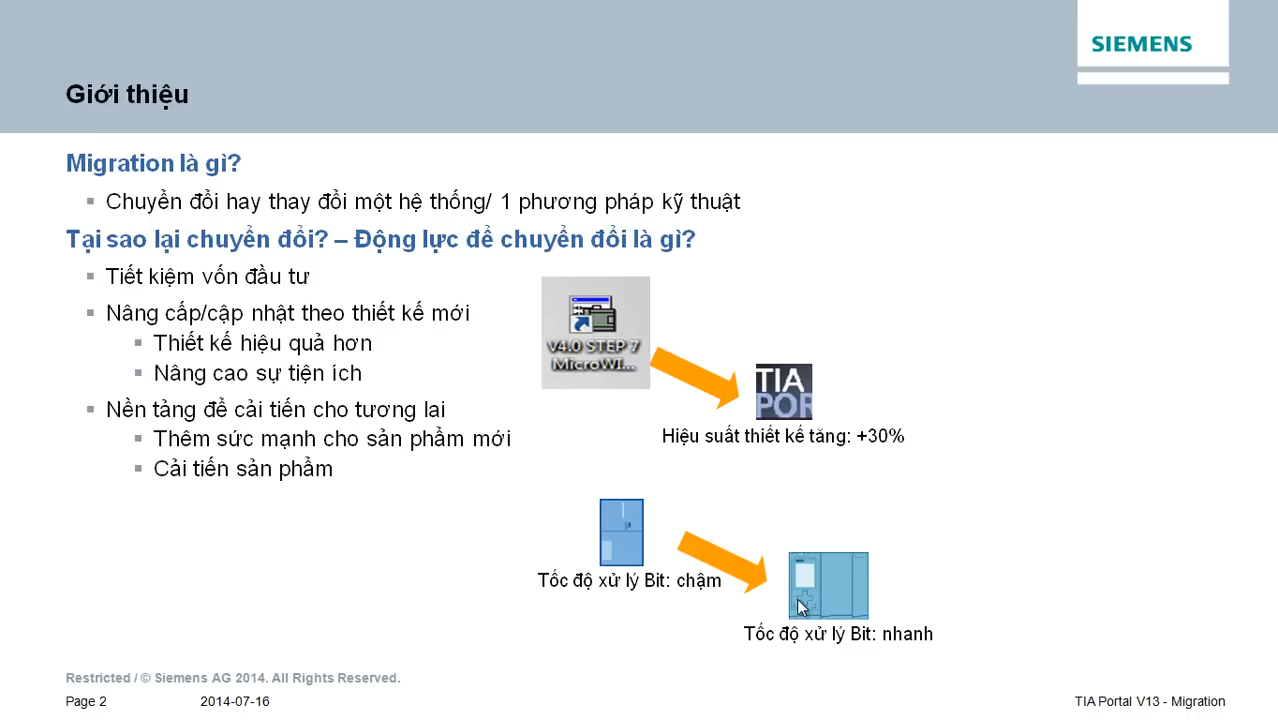 SIEMENS
Giới thiệu
Migration là gì?
Chuyển đổi hay thay đổi một hệ thống/ 1 phương pháp kỹ thuật
Tại sao lại chuyển đổi? – Động lực để chuyển đổi là gì?
Tiết kiệm vốn đầu tư
Nâng cấp/cập nhật theo thiết kế mới
Thiết kế hiệu quả hơn
Nâng cao sự tiện ích
Nền tảng để cải tiến cho tương lai
Thêm sức mạnh cho sản phẩm mới
Cải tiến sản phẩm
V4.0 STEP 7
MicroWI...
TIA
POR
Hiệu suất thiết kế tăng: +30%
Tốc độ xử lý Bit: chậm
Tốc độ xử lý Bit: nhanh
Restricted / © Siemens AG 2014. All Rights Reserved.
Page 2 2014-07-16 TIA Portal V13 - Migration